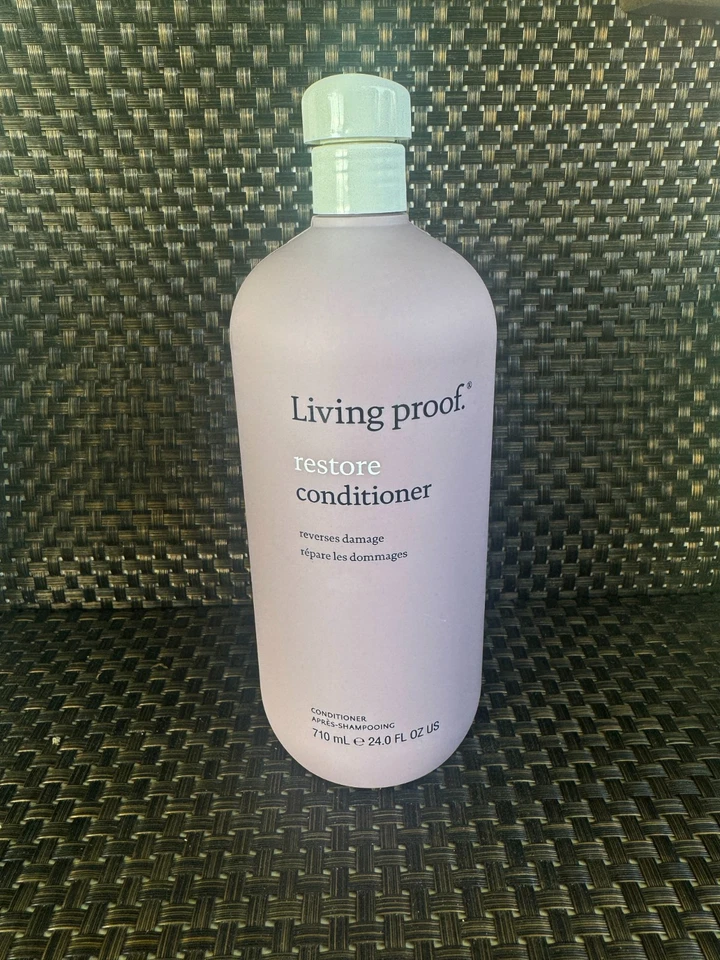 Living proof.®
restore
conditioner
reverses damage
répare les dommages
CONDITIONER
APRÈS-SHAMPOOING
710 mL ℮ 24.0 FL OZ US